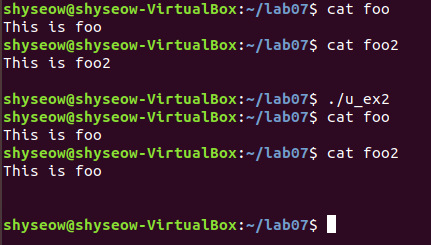 shyseow@shyseow-VirtualBox:~/lab07$ cat foo
This is foo
shyseow@shyseow-VirtualBox:~/lab07$ cat foo2
This is foo2
shyseow@shyseow-VirtualBox:~/lab07$ ./u_ex2
shyseow@shyseow-VirtualBox:~/lab07$ cat foo
This is foo
shyseow@shyseow-VirtualBox:~/lab07$ cat foo2
This is foo
shyseow@shyseow-VirtualBox:~/lab07$